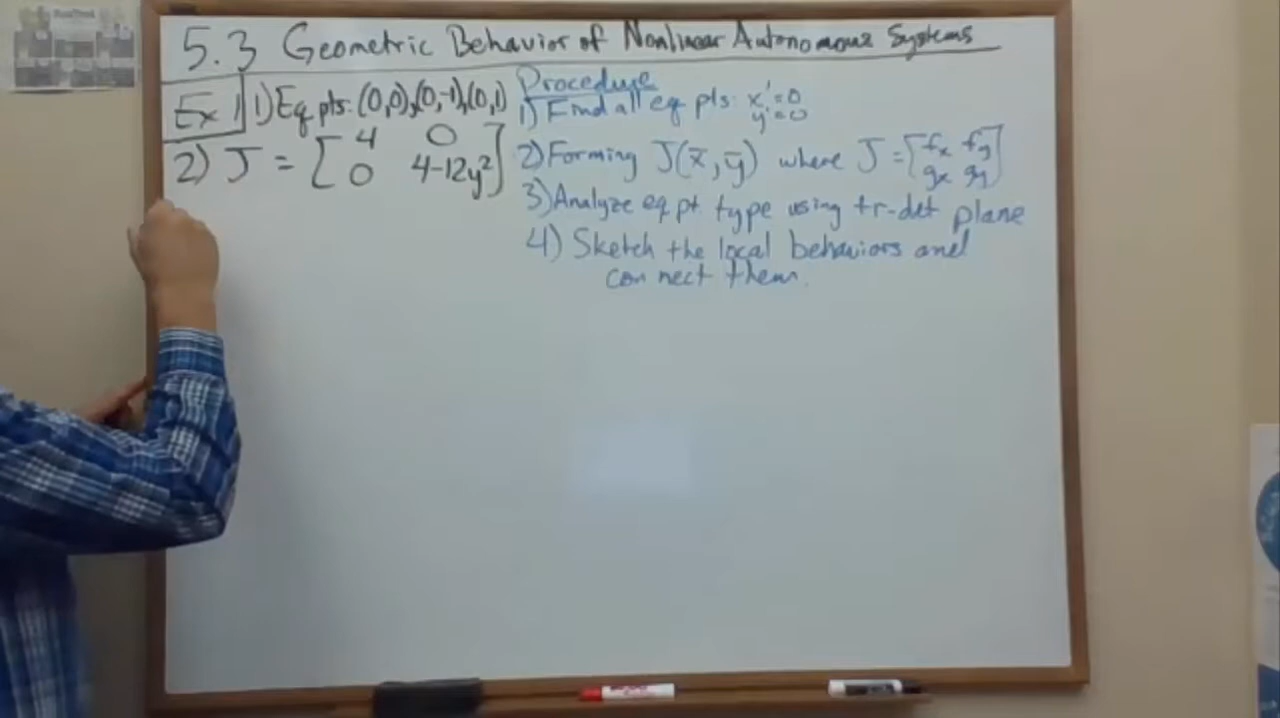 5.3 Geometric Behavior of Nonlinear Autonomous Systems
Ex 1
1) Eq pts: (0,0),(0,-1),(0,1)
2) J = [4 0
0 4-12y²]
Procedure
1) Find all eq pts: x'=0
y'=0
2) Forming J(x̄,ȳ) where J = [fx fy
gx gy]
3) Analyze eq pt. type using tr-det plane
4) Sketch the local behaviors and
connect them.